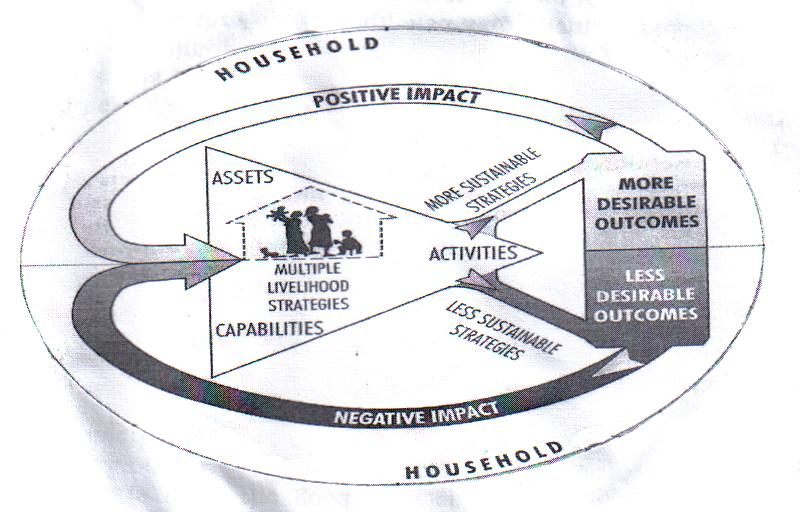 HOUSEHOLD
POSITIVE IMPACT
ASSETS
MORE SUSTAINABLE
STRATEGIES
MORE
DESIRABLE
OUTCOMES
ACTIVITIES
MULTIPLE
LIVELIHOOD
STRATEGIES
CAPABILITIES
LESS
DESIRABLE
OUTCOMES
LESS SUSTAINABLE
STRATEGIES
NEGATIVE IMPACT
HOUSEHOLD